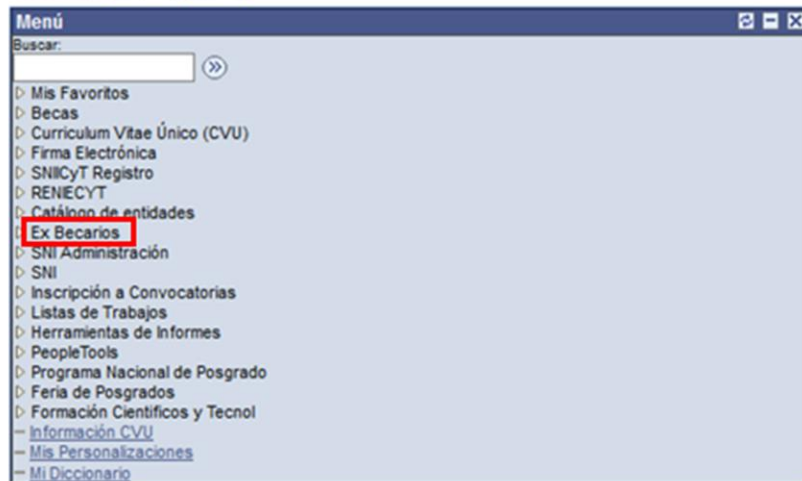 Menú
Buscar:
Mis Favoritos
Becas
Curriculum Vitae Único (CVU)
Firma Electrónica
SNIICyT Registro
RENIECYT
Catálogo de entidades
Ex Becarios
SNI Administración
SNI
Inscripción a Convocatorias
Listas de Trabajos
Herramientas de Informes
PeopleTools
Programa Nacional de Posgrado
Feria de Posgrados
Formación Cientificos y Tecnol
Información CVU
Mis Personalizaciones
Mi Diccionario